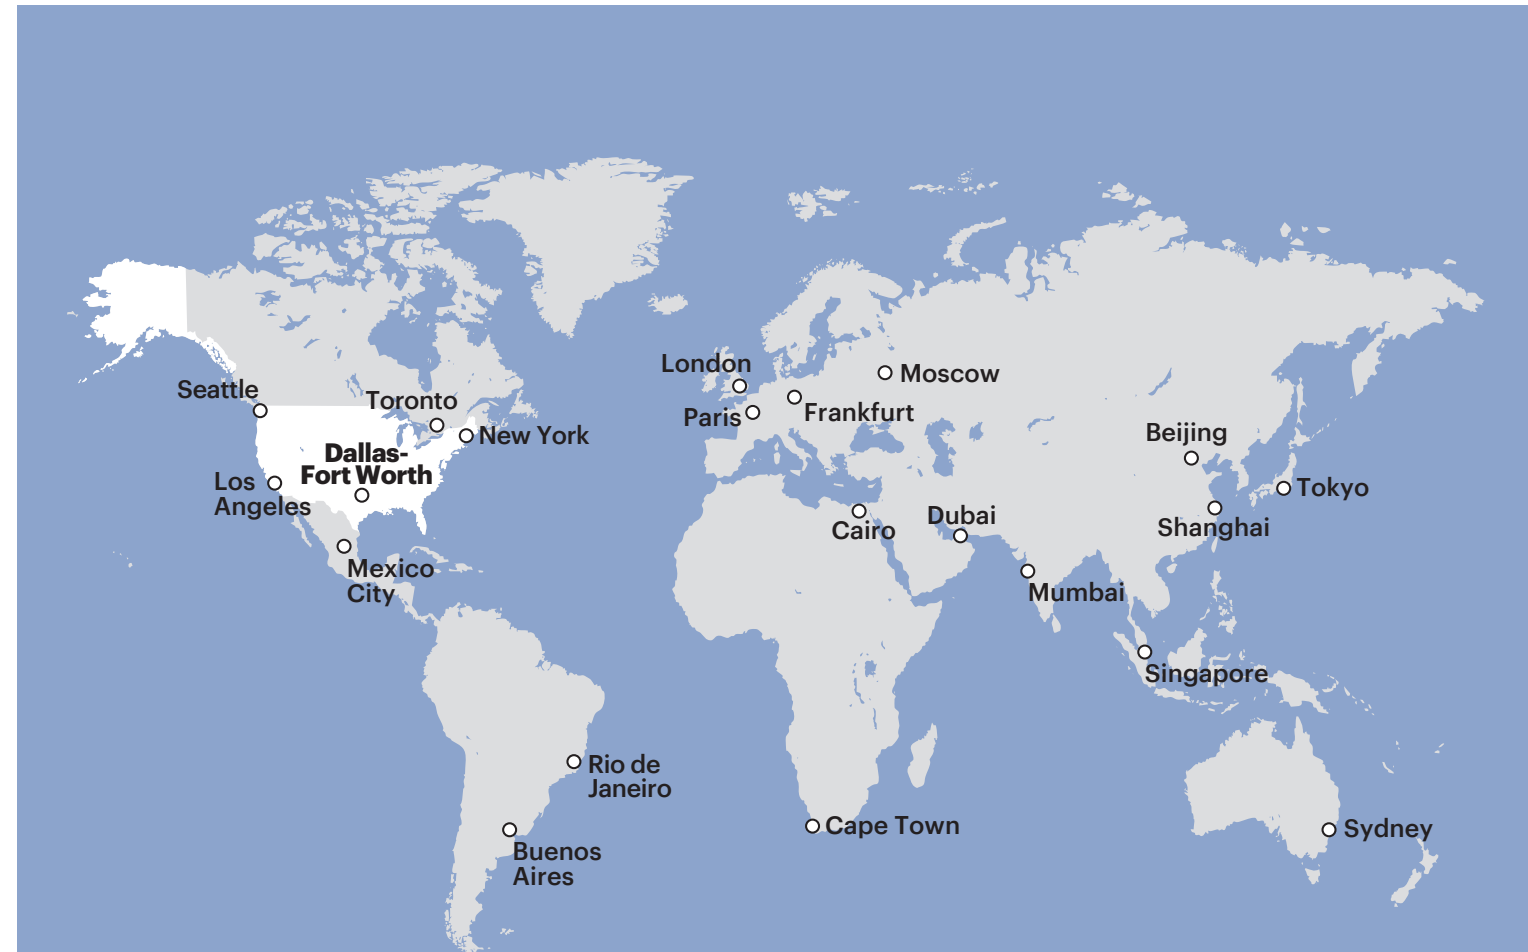 London
Moscow
Seattle
Toronto
Paris
Frankfurt
New York
Beijing
Dallas-
Fort Worth
Los
Angeles
Tokyo
Cairo
Dubai
Shanghai
Mexico
City
Mumbai
Singapore
Rio de
Janeiro
Cape Town
Sydney
Buenos
Aires